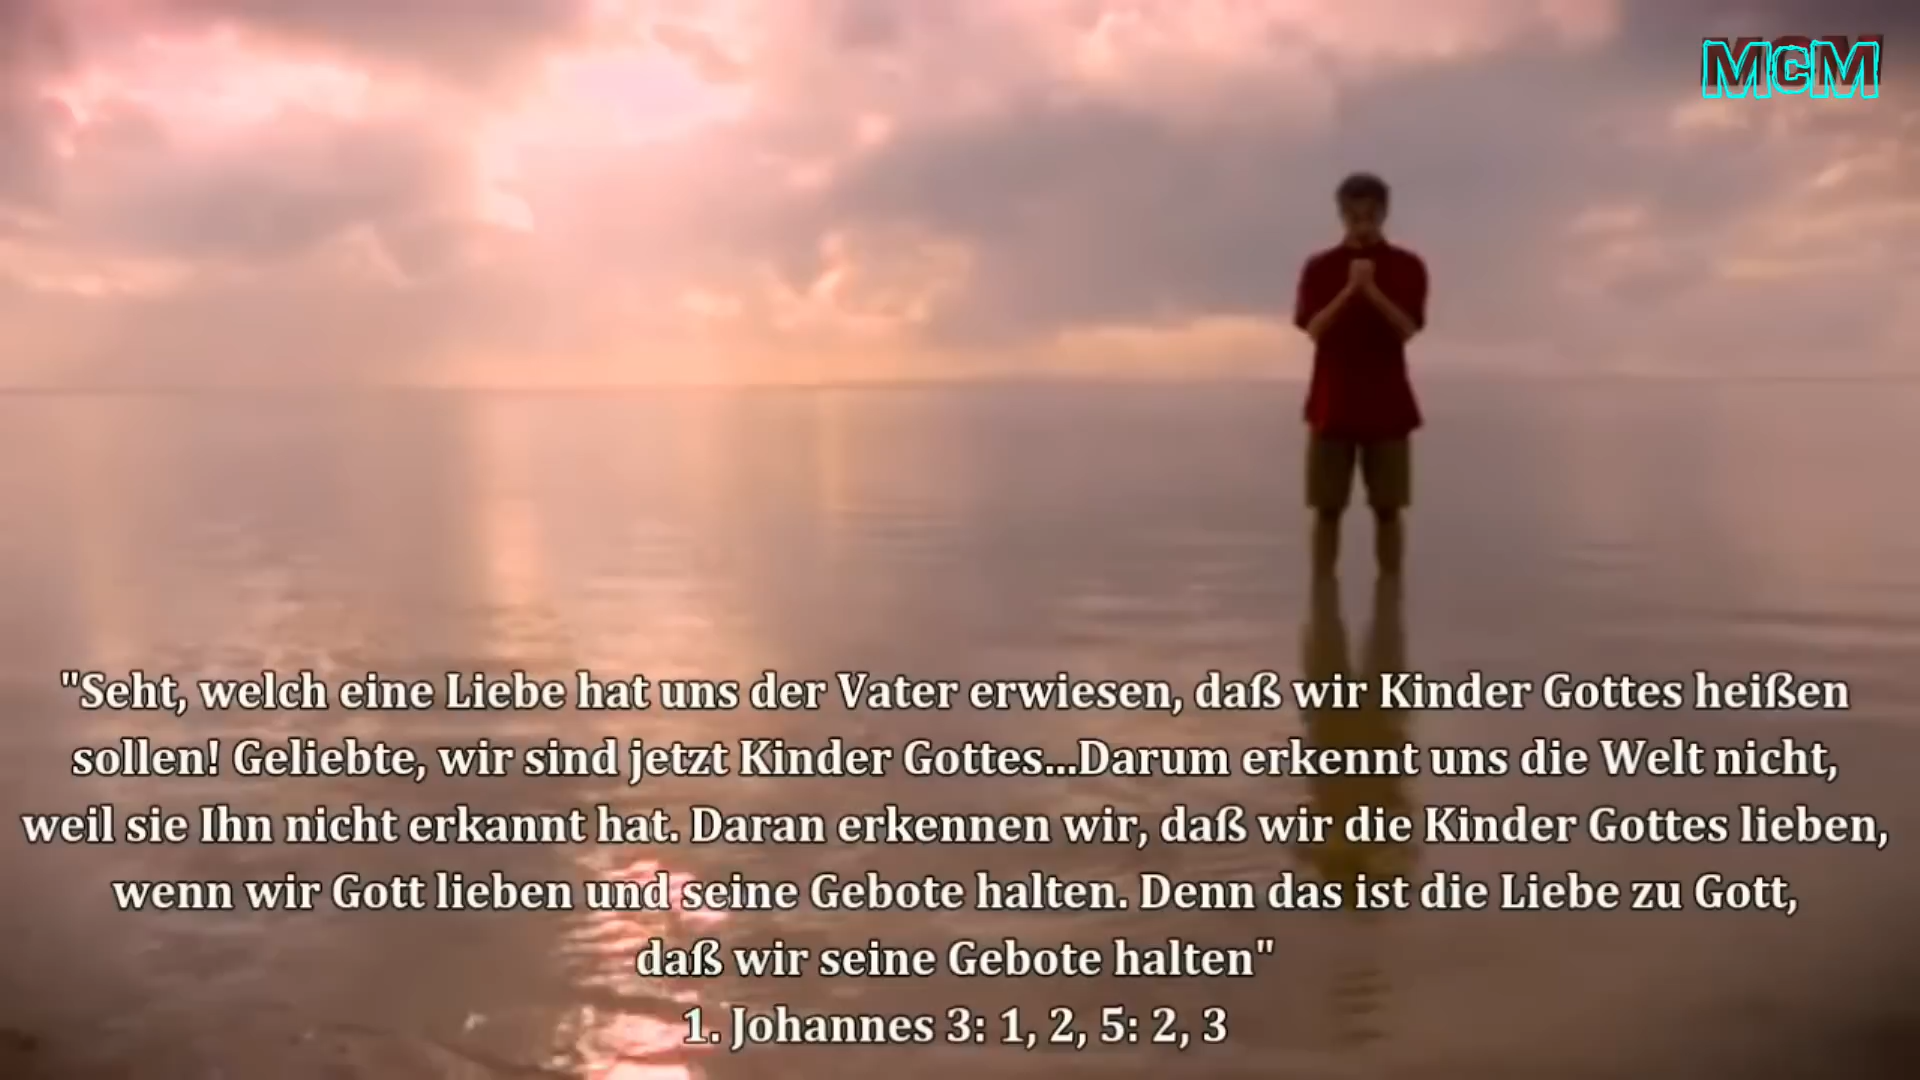 MCM
"Seht, welch eine Liebe hat uns der Vater erwiesen, daß wir Kinder Gottes heißen
sollen! Geliebte, wir sind jetzt Kinder Gottes...Darum erkennt uns die Welt nicht,
weil sie Ihn nicht erkannt hat. Daran erkennen wir, daß wir die Kinder Gottes lieben,
wenn wir Gott lieben und seine Gebote halten. Denn das ist die Liebe zu Gott,
daß wir seine Gebote halten"
1. Johannes 3: 1, 2, 5: 2, 3